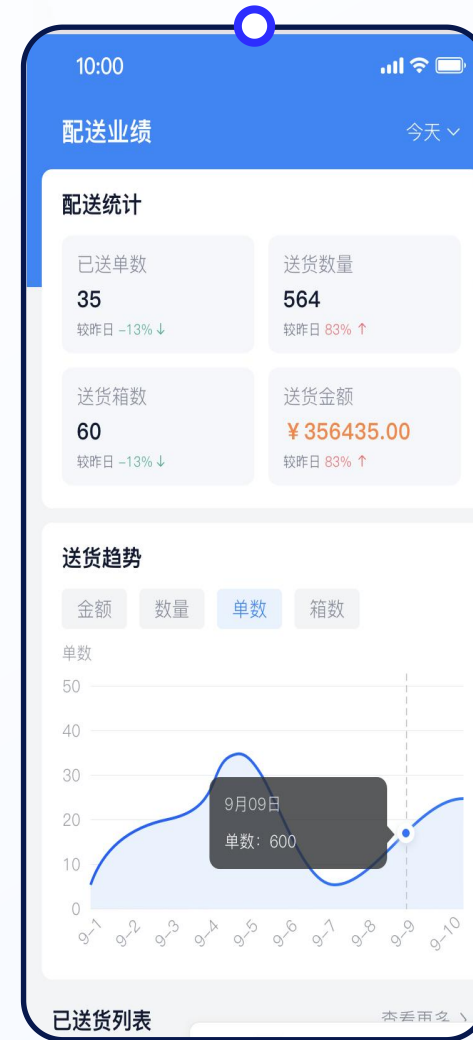 10:00
配送业绩
今天
配送统计
已送单数
35
较昨日 -13% ↓
送货数量
564
较昨日 83% ↑
送货箱数
60
较昨日 -13% ↓
送货金额
￥356435.00
较昨日 83% ↑
送货趋势
金额 数量 单数 箱数
单数
50
40
30
20
10
0
9月09日
单数：600
9-1 9-2 9-3 9-4 9-5 9-6 9-7 9-8 9-9 9-10
已送货列表
查看更多